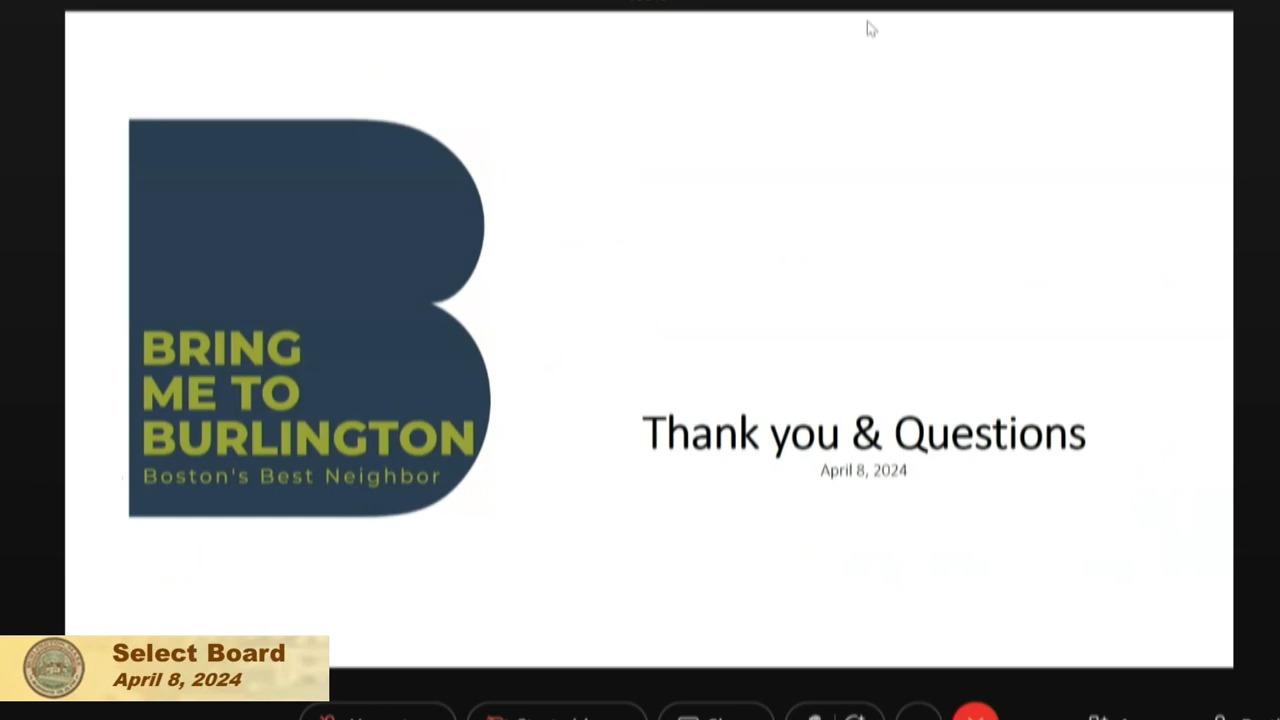 BRING
ME TO
BURLINGTON
Boston's Best Neighbor
Thank you & Questions
April 8, 2024
Select Board
April 8, 2024